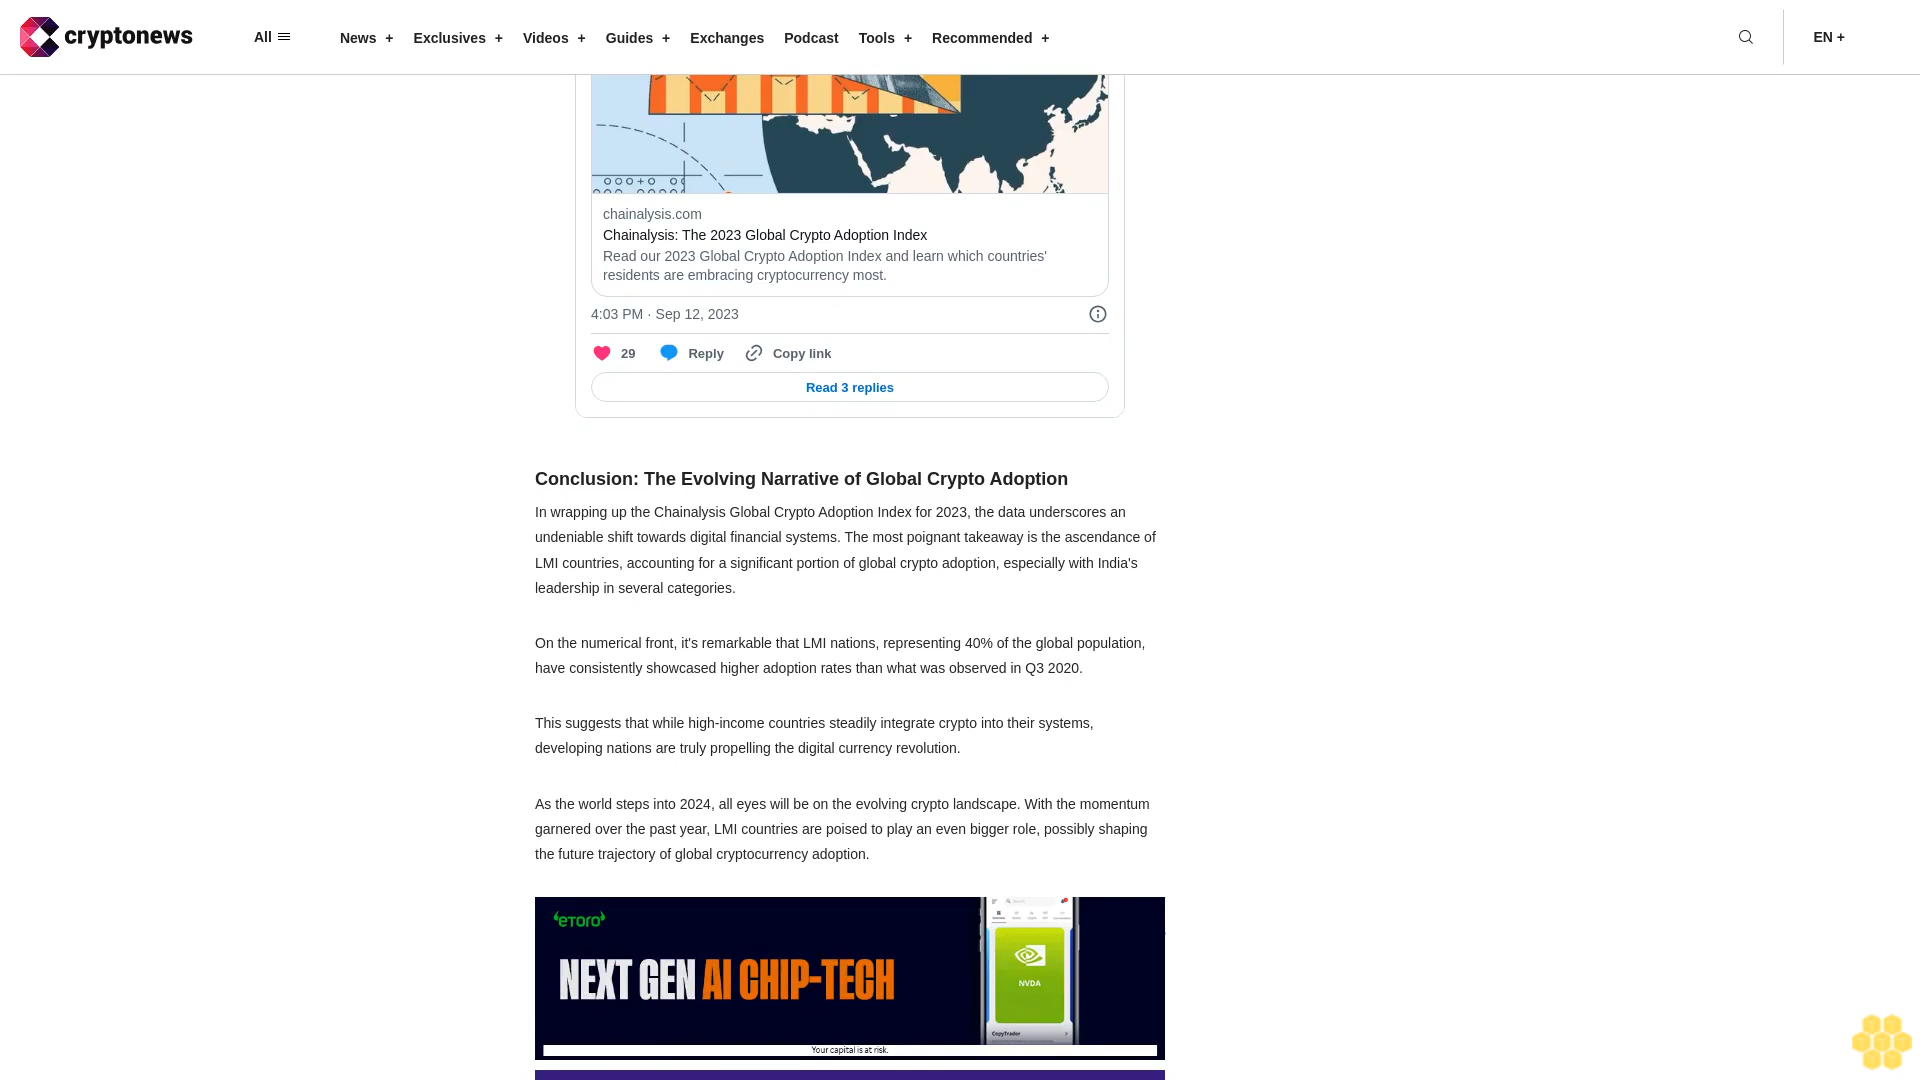 cryptonews
All
News +
Exclusives +
Videos +
Guides +
Exchanges
Podcast
Tools +
Recommended +
EN +
chainalysis.com
Chainalysis: The 2023 Global Crypto Adoption Index
Read our 2023 Global Crypto Adoption Index and learn which countries'
residents are embracing cryptocurrency most.
4:03 PM · Sep 12, 2023
29
Reply
Copy link
Read 3 replies
Conclusion: The Evolving Narrative of Global Crypto Adoption
In wrapping up the Chainalysis Global Crypto Adoption Index for 2023, the data underscores an
undeniable shift towards digital financial systems. The most poignant takeaway is the ascendance of
LMI countries, accounting for a significant portion of global crypto adoption, especially with India's
leadership in several categories.
On the numerical front, it's remarkable that LMI nations, representing 40% of the global population,
have consistently showcased higher adoption rates than what was observed in Q3 2020.
This suggests that while high-income countries steadily integrate crypto into their systems,
developing nations are truly propelling the digital currency revolution.
As the world steps into 2024, all eyes will be on the evolving crypto landscape. With the momentum
garnered over the past year, LMI countries are poised to play an even bigger role, possibly shaping
the future trajectory of global cryptocurrency adoption.
eToro
NEXT GEN AI CHIP-TECH
Search
NVDA
CopyTrader
Your capital is at risk.